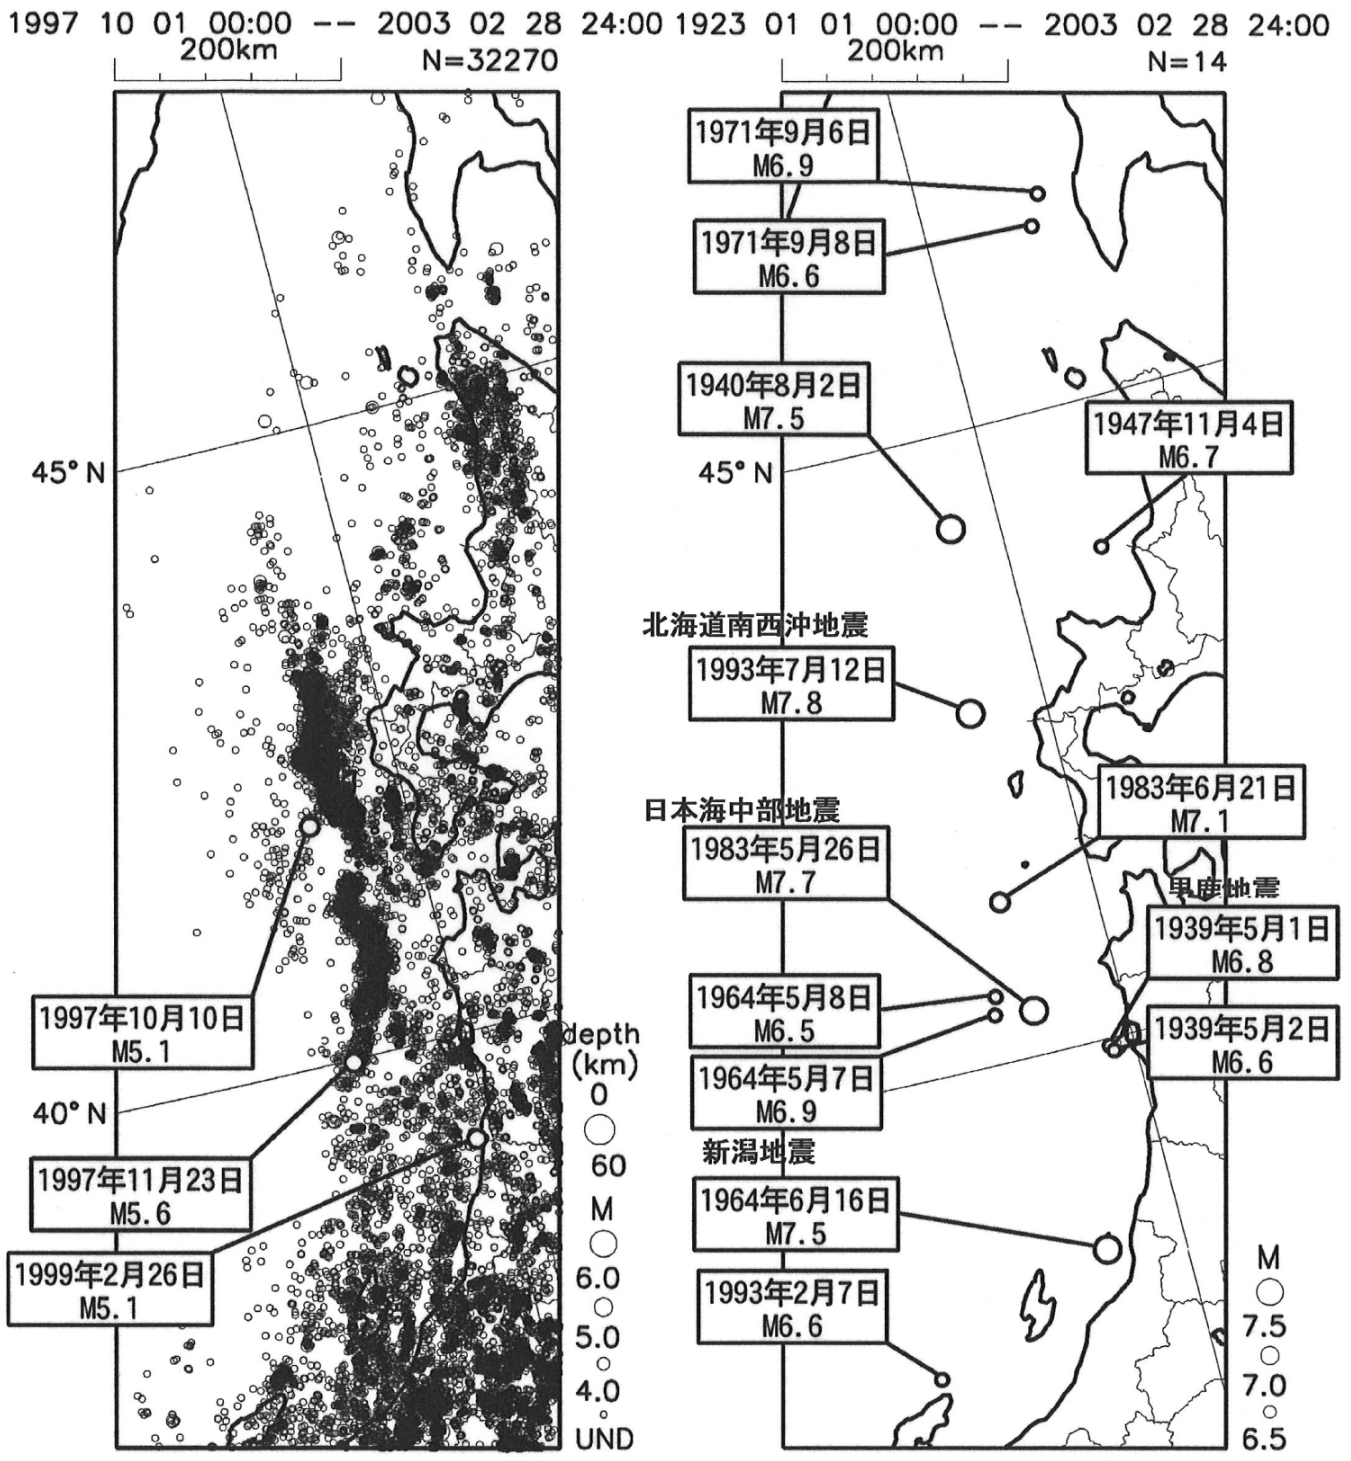 1997 10 01 00:00 -- 2003 02 28 24:00
200km
N=32270
45°N
1997年10月10日
M5.1
40°N
1997年11月23日
M5.6
1999年2月26日
M5.1
depth
(km)
0
60
M
6.0
5.0
4.0
UND
1923 01 01 00:00 -- 2003 02 28 24:00
200km
N=14
1971年9月6日
M6.9
1971年9月8日
M6.6
1940年8月2日
M7.5
1947年11月4日
M6.7
45°N
北海道南西沖地震
1993年7月12日
M7.8
1983年6月21日
M7.1
日本海中部地震
1983年5月26日
M7.7
男鹿地震
1939年5月1日
M6.8
1964年5月8日
M6.5
1939年5月2日
M6.6
1964年5月7日
M6.9
新潟地震
1964年6月16日
M7.5
1993年2月7日
M6.6
M
7.5
7.0
6.5